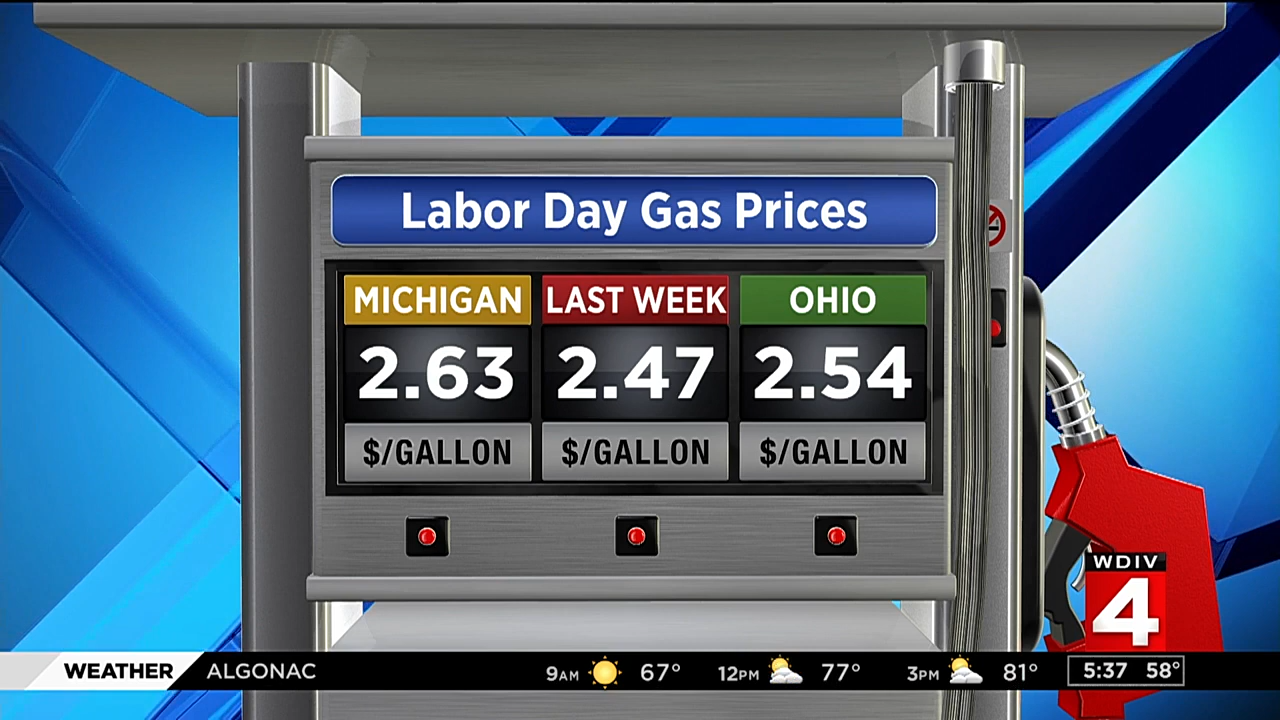 Labor Day Gas Prices
MICHIGAN LAST WEEK OHIO
2.63 2.47 2.54
$/GALLON $/GALLON $/GALLON
WDIV
4
WEATHER ALGONAC 9AM 67° 12PM 77° 3PM 81° 5:37 58°